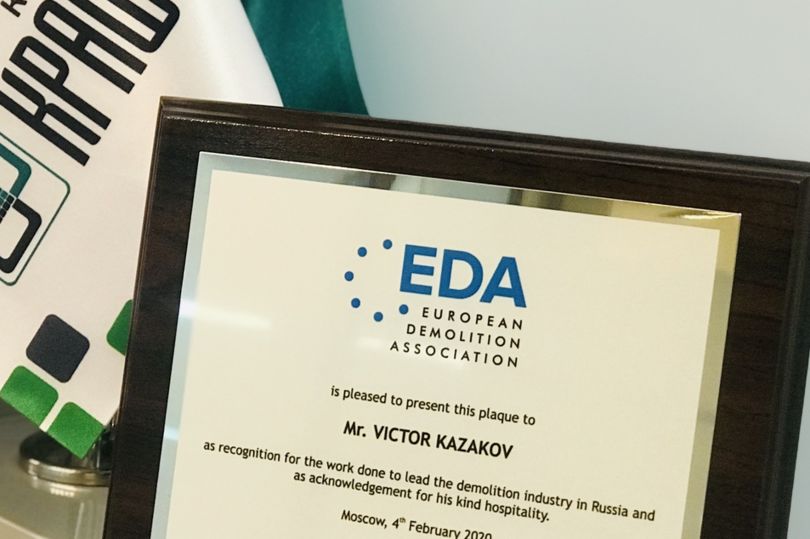 КРАО
EDA
EUROPEAN
DEMOLITION
ASSOCIATION
is pleased to present this plaque to
Mr. VICTOR KAZAKOV
as recognition for the work done to lead the demolition industry in Russia and
as acknowledgement for his kind hospitality.
Moscow, 4th February 2020